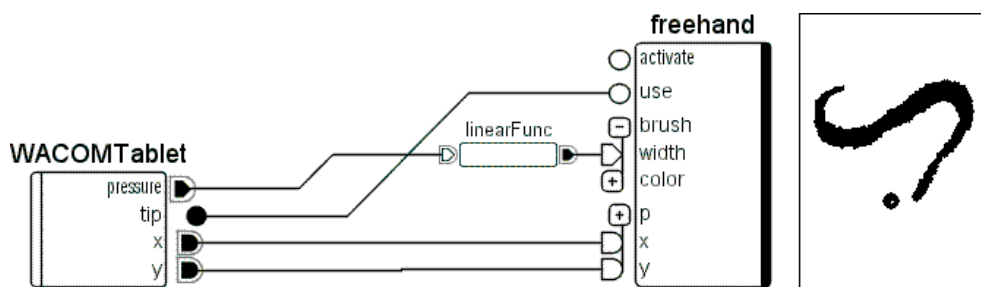 freehand
activate
use
brush
width
color
p
x
y
linearFunc
WACOMTablet
pressure
tip
x
y